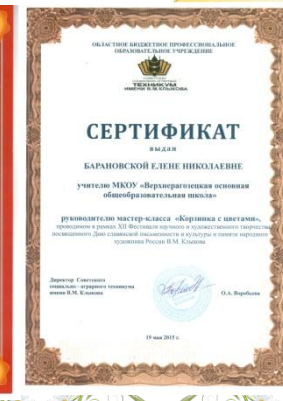 ОБЛАСТНОЕ БЮДЖЕТНОЕ ПРОФЕССИОНАЛЬНОЕ
ОБРАЗОВАТЕЛЬНОЕ УЧРЕЖДЕНИЕ
ТЕХНИКУМ
ИМЕНИ В.М.КЛЫКОВА
СЕРТИФИКАТ
выдан
БАРАНОВСКОЙ ЕЛЕНЕ НИКОЛАЕВНЕ
учителю МКОУ «Верхнерагозецкая основная
общеобразовательная школа»
руководителю мастер-класса «Корзинка с цветами»,
проводимом в рамках XII Фестиваля научного и художественного творчества
посвященного Дню славянской письменности и культуры и памяти народного
художника России В.М. Клыкова
Директор Советского
социально - аграрного техникума
имени В.М. Клыкова
О.А. Воробьева
19 мая 2015 г.